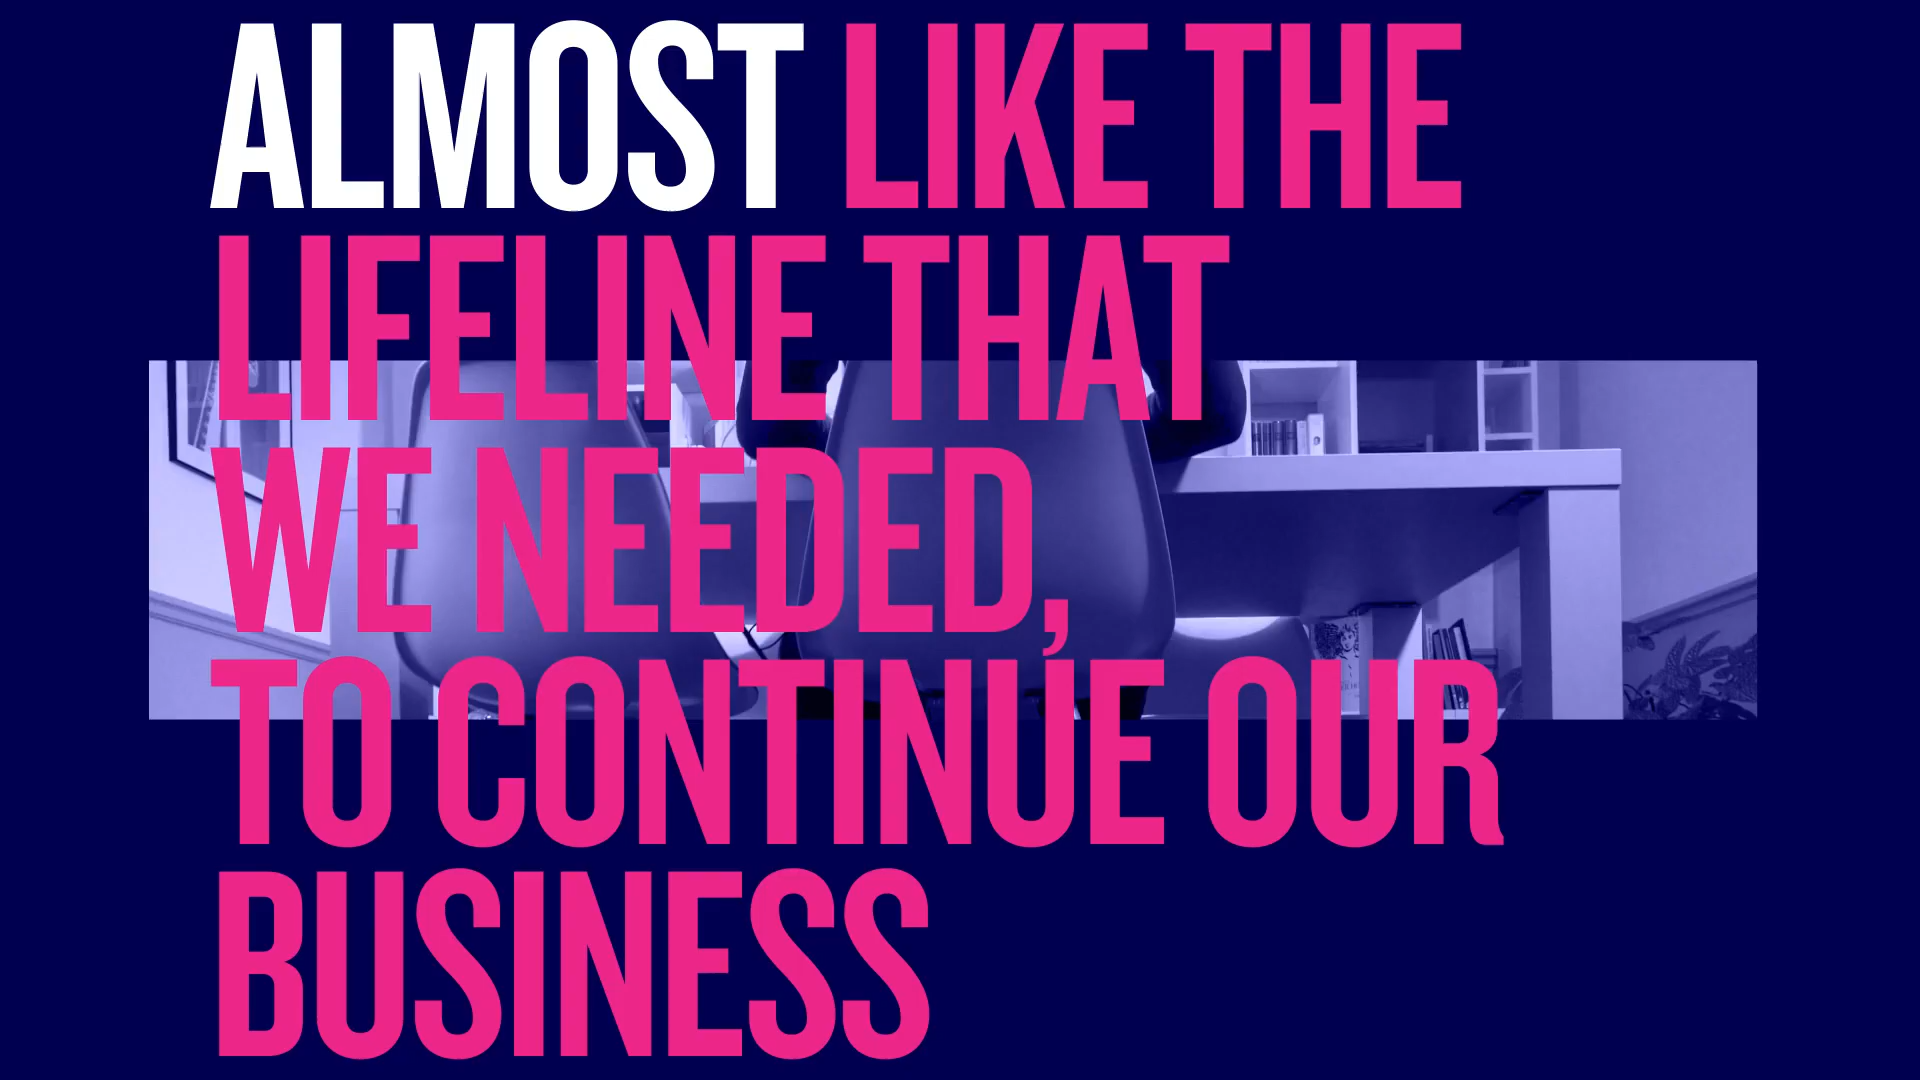 ALMOST LIKE THE
LIFELINE THAT
WE NEEDED,
TO CONTINUE OUR
BUSINESS